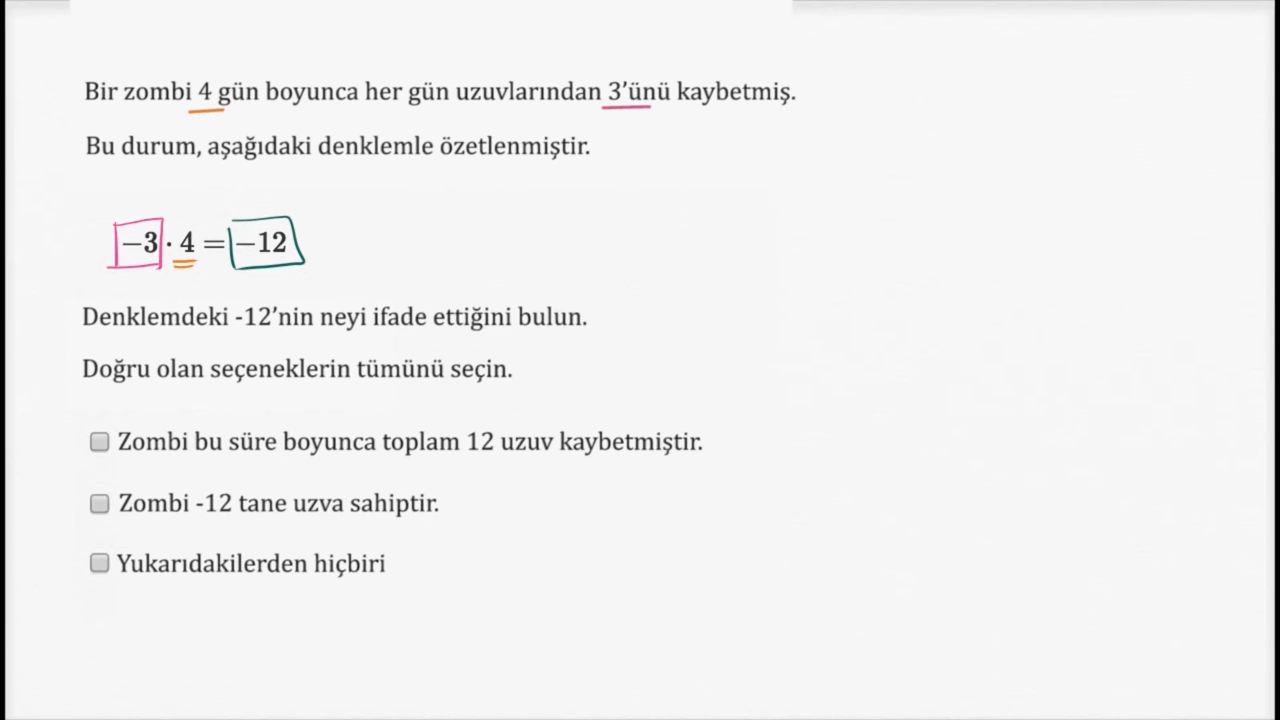 Bir zombi 4 gün boyunca her gün uzuvlarından 3’ünü kaybetmiş.
Bu durum, aşağıdaki denklemle özetlenmiştir.
−3 · 4 = −12
Denklemdeki -12’nin neyi ifade ettiğini bulun.
Doğru olan seçeneklerin tümünü seçin.
Zombi bu süre boyunca toplam 12 uzuv kaybetmiştir.
Zombi -12 tane uzva sahiptir.
Yukarıdakilerden hiçbiri